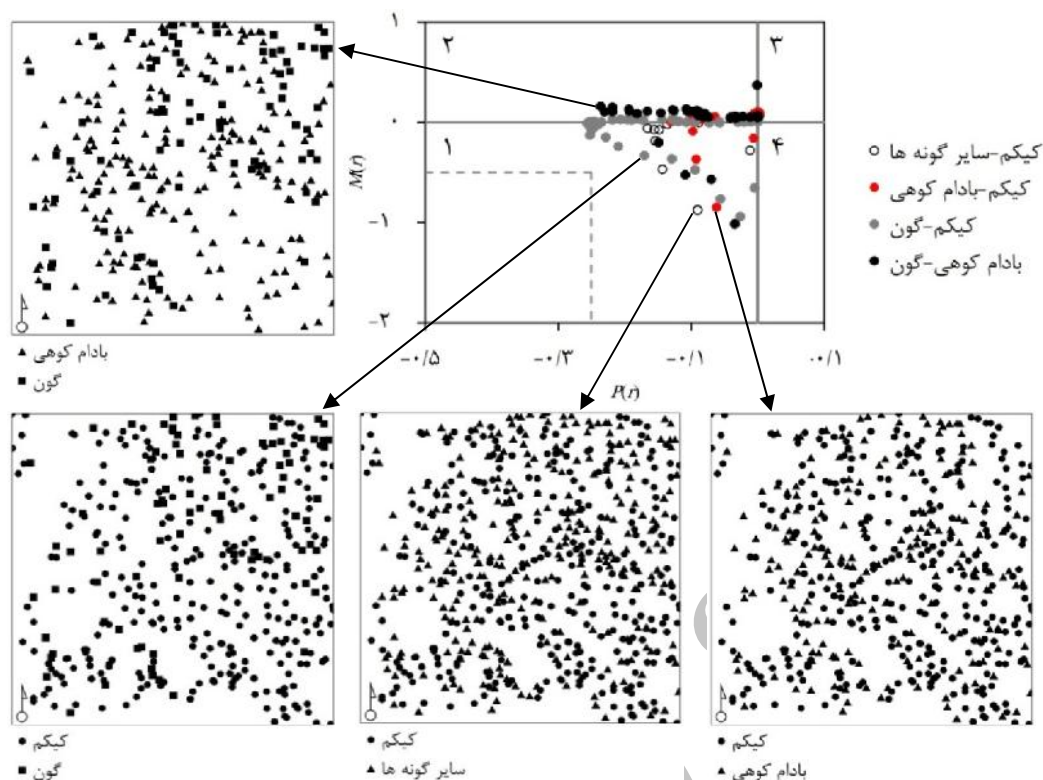 ۱
۰
-۱
-۲
M(r)
۲
۳
۱
۴
-۰/۵
-۰/۳
-۰/۱
۰/۱
P(r)
کیکم-سایر گونه ها
کیکم-بادام کوهی
کیکم-گون
بادام کوهی-گون
بادام کوهی
گون
کیکم
گون
کیکم
سایر گونه ها
کیکم
بادام کوهی